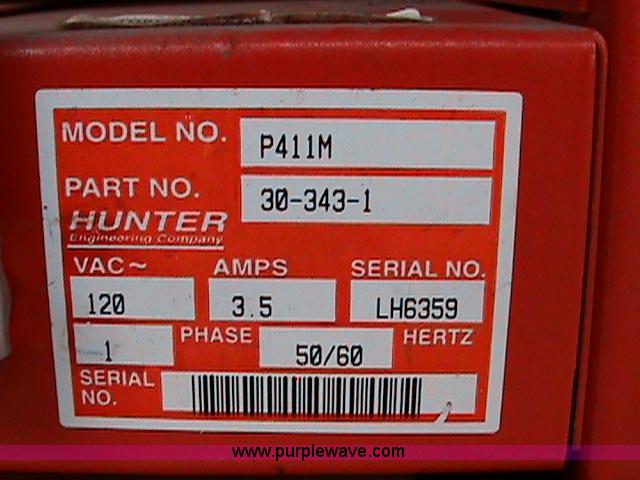 MODEL NO. P411M
PART NO. 30-343-1
HUNTER
Engineering Company
VAC~ AMPS SERIAL NO.
120 3.5 LH6359
1 PHASE 50/60 HERTZ
SERIAL
NO.
www.purplewave.com